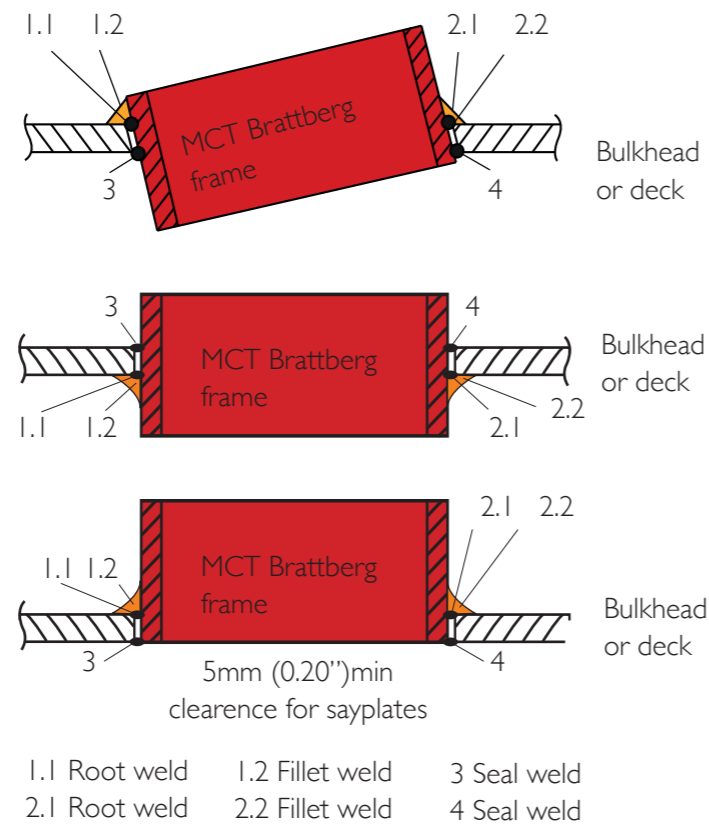 1.1 1.2
2.1 2.2
MCT Brattberg
frame
3
4
Bulkhead
or deck
3
4
MCT Brattberg
frame
Bulkhead
or deck
1.1 1.2
2.1
2.2
2.1 2.2
1.1 1.2
MCT Brattberg
frame
Bulkhead
or deck
3
4
5mm (0.20'')min
clearence for sayplates
1.1 Root weld 1.2 Fillet weld 3 Seal weld
2.1 Root weld 2.2 Fillet weld 4 Seal weld